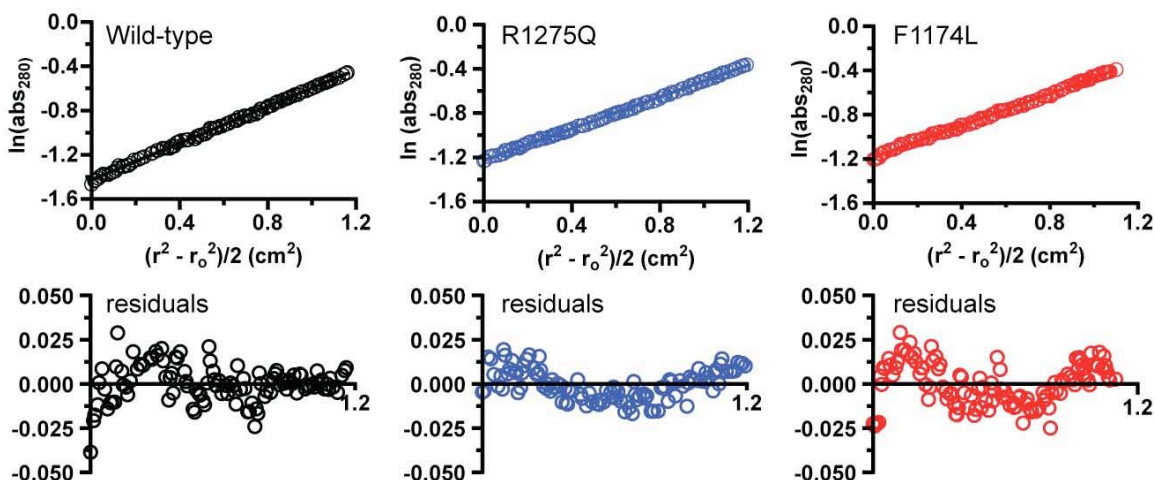 Wild-type
ln(abs₂₈₀)
0.0
-0.4
-0.8
-1.2
-1.6
0.0 0.4 0.8 1.2
(r² - rₒ²)/2 (cm²)
R1275Q
ln (abs₂₈₀)
0.0
-0.4
-0.8
-1.2
-1.6
0.0 0.4 0.8 1.2
(r² - rₒ²)/2 (cm²)
F1174L
ln(abs₂₈₀)
0.0
-0.4
-0.8
-1.2
-1.6
0.0 0.4 0.8 1.2
(r² - rₒ²)/2 (cm²)
residuals
0.050
0.025
0.000
-0.025
-0.050
1.2
residuals
0.050
0.025
0.000
-0.025
-0.050
1.2
residuals
0.050
0.025
0.000
-0.025
-0.050
1.2